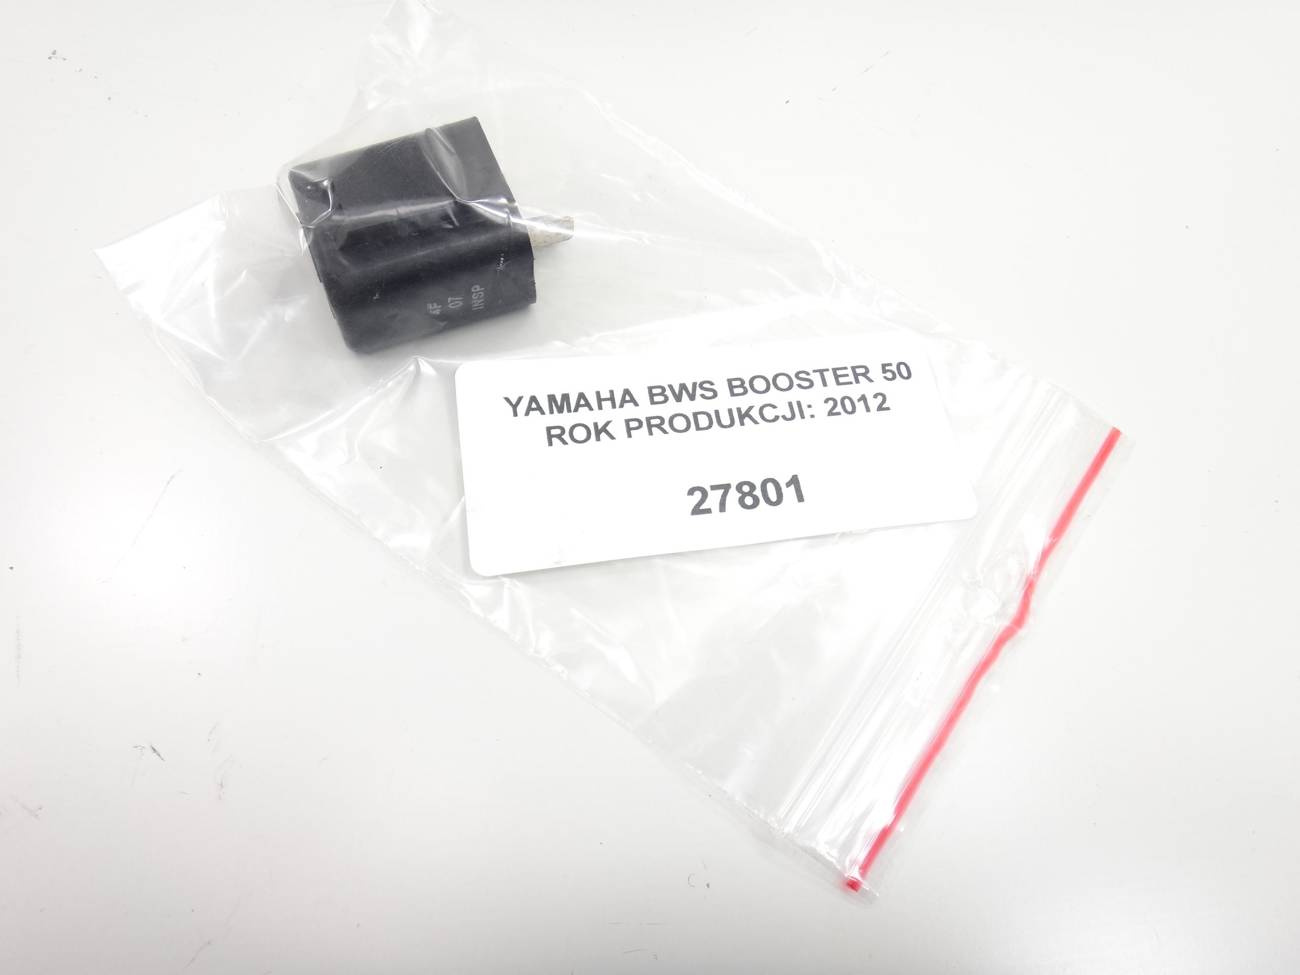 4F
07
INSP
YAMAHA BWS BOOSTER 50
ROK PRODUKCJI: 2012
27801